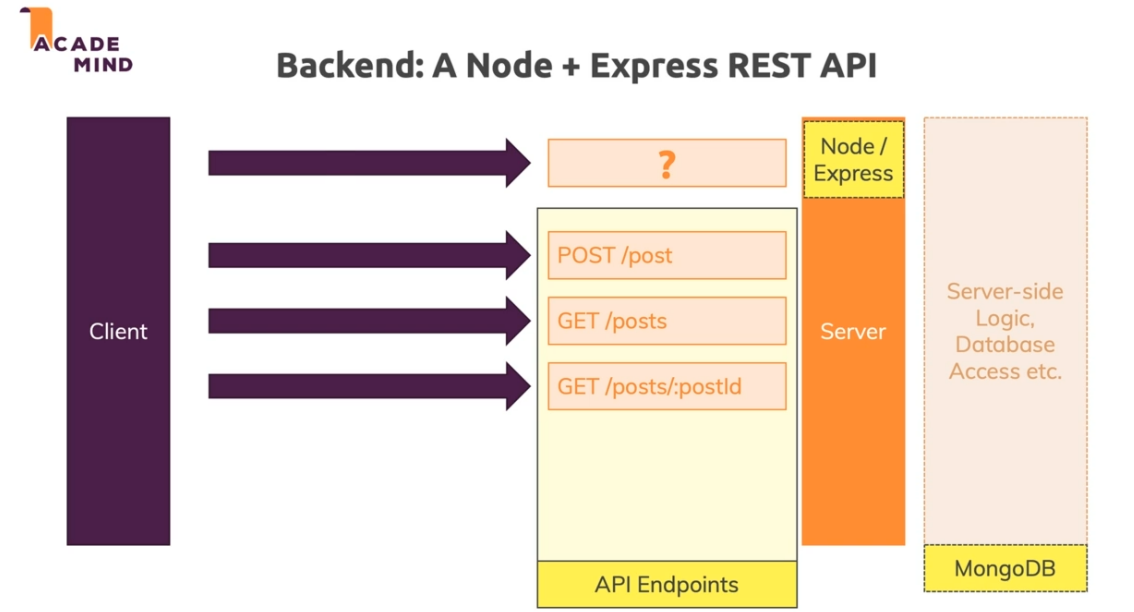 ACADE
MIND
Backend: A Node + Express REST API
Client
?
POST /post
GET /posts
GET /posts/:postId
API Endpoints
Node /
Express
Server
Server-side
Logic,
Database
Access etc.
MongoDB